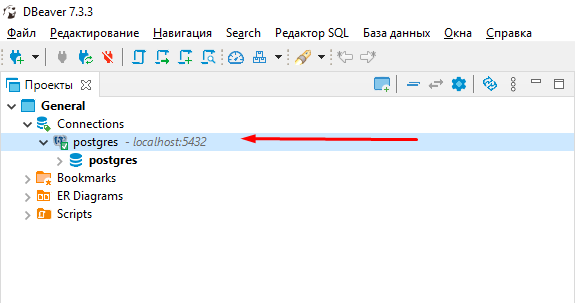 DBeaver 7.3.3
Файл Редактирование Навигация Search Редактор SQL База данных Окна Справка
Проекты
General
Connections
postgres - localhost:5432
postgres
Bookmarks
ER Diagrams
Scripts